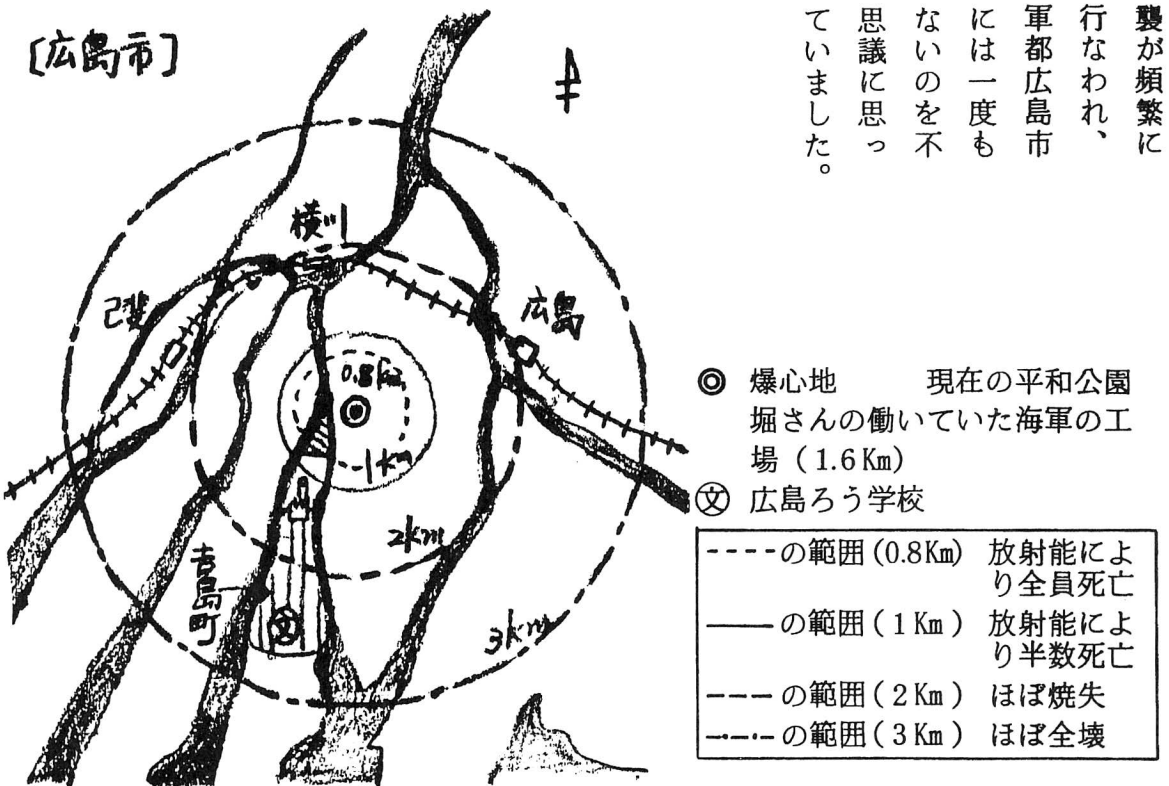 襲が頻繁に
行なわれ、
軍都広島市
には一度も
ないのを不
思議に思っ
ていました。
[広島市]
横川
己斐
広島
0.8km
1km
2km
3km
吉島町
文
◎ 爆心地 現在の平和公園
堀さんの働いていた海軍の工
場(1.6Km)
文 広島ろう学校
----の範囲(0.8Km) 放射能によ
り全員死亡
───の範囲(1Km) 放射能によ
り半数死亡
---の範囲(2Km) ほぼ焼失
-・-・-の範囲(3Km) ほぼ全壊